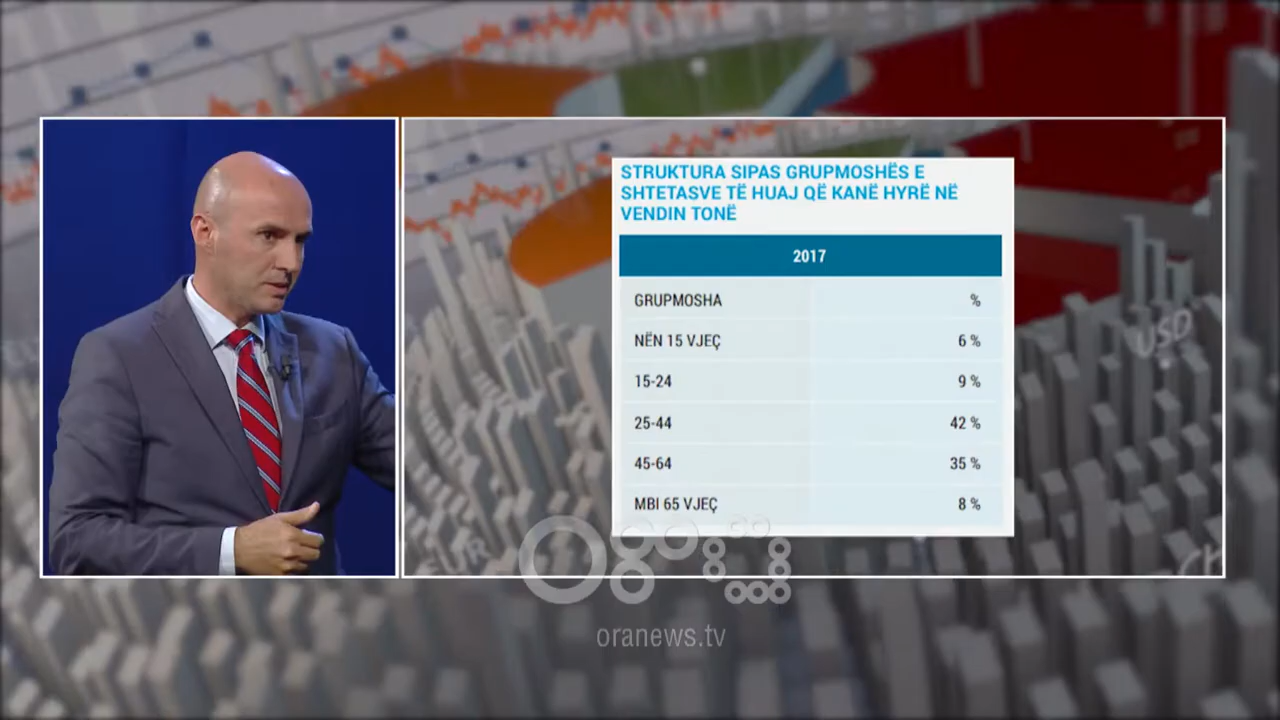 STRUKTURA SIPAS GRUPMOSHËS E
SHTETASVE TË HUAJ QË KANË HYRË NË
VENDIN TONË
2017
GRUPMOSHA %
NËN 15 VJEÇ 6 %
15-24 9 %
25-44 42 %
45-64 35 %
MBI 65 VJEÇ 8 %
USD
oranews.tv